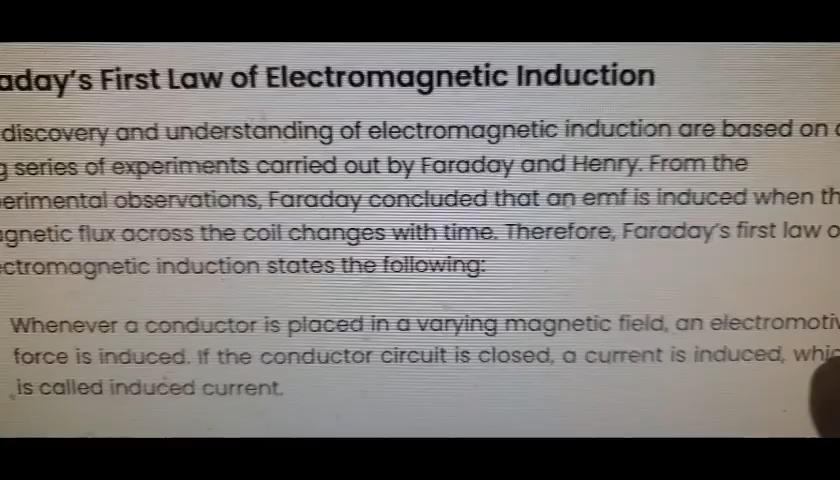 aday's First Law of Electromagnetic Induction
discovery and understanding of electromagnetic induction are based on
series of experiments carried out by Faraday and Henry. From the
erimental observations, Faraday concluded that an emf is induced when th
gnetic flux across the coil changes with time. Therefore, Faraday's first law o
ctromagnetic induction states the following:
Whenever a conductor is placed in a varying magnetic field, an electromotiv
force is induced. If the conductor circuit is closed, a current is induced, whic
is called induced current.